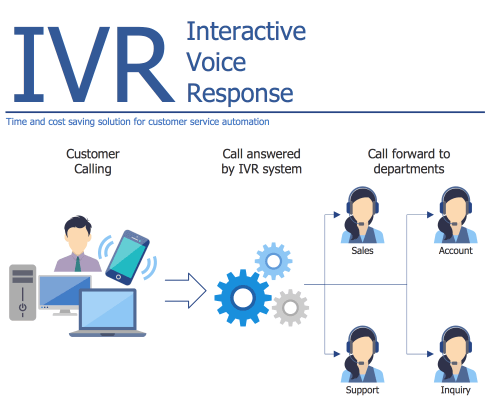 IVR
Interactive
Voice
Response
Time and cost saving solution for customer service automation
Customer
Calling
Call answered
by IVR system
Call forward to
departments
Sales
Account
Support
Inquiry